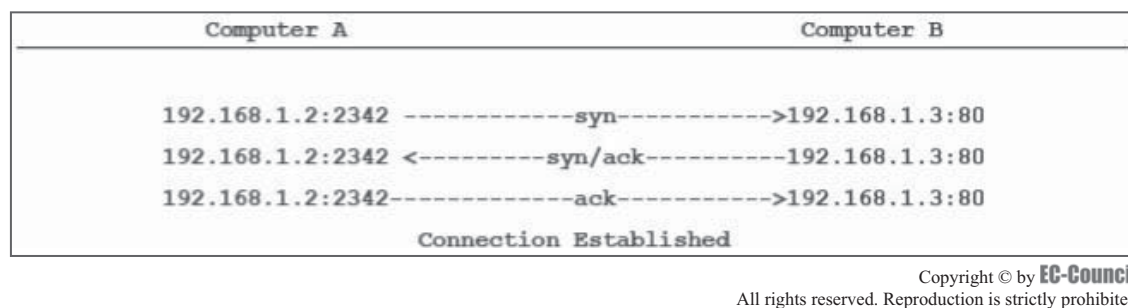 Computer A Computer B
192.168.1.2:2342 ------------syn----------->192.168.1.3:80
192.168.1.2:2342 <---------syn/ack----------192.168.1.3:80
192.168.1.2:2342------------ack----------->192.168.1.3:80
Connection Established
Copyright © by EC-Counci
All rights reserved. Reproduction is strictly prohibite